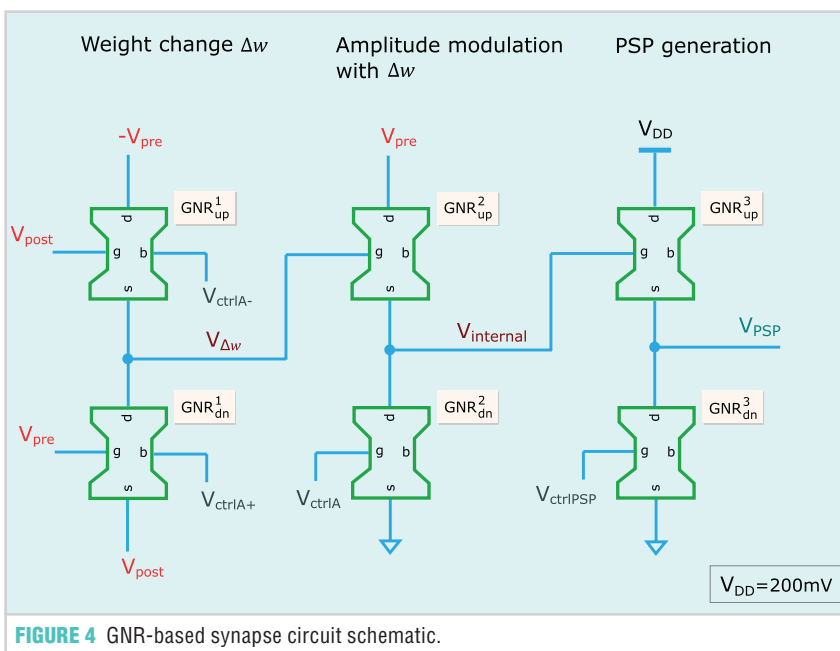 Weight change Δw
Amplitude modulation
with Δw
PSP generation
-Vpre
Vpre
VDD
d
GNR1up
d
GNR2up
d
GNR3up
Vpost
g b
g b
g b
s
s
s
VctrlA-
VΔw
Vinternal
VPSP
d
GNR1dn
d
GNR2dn
d
GNR3dn
Vpre
g b
g b
g b
s
s
s
VctrlA+
VctrlA
VctrlPSP
Vpost
VDD=200mV
FIGURE 4 GNR-based synapse circuit schematic.